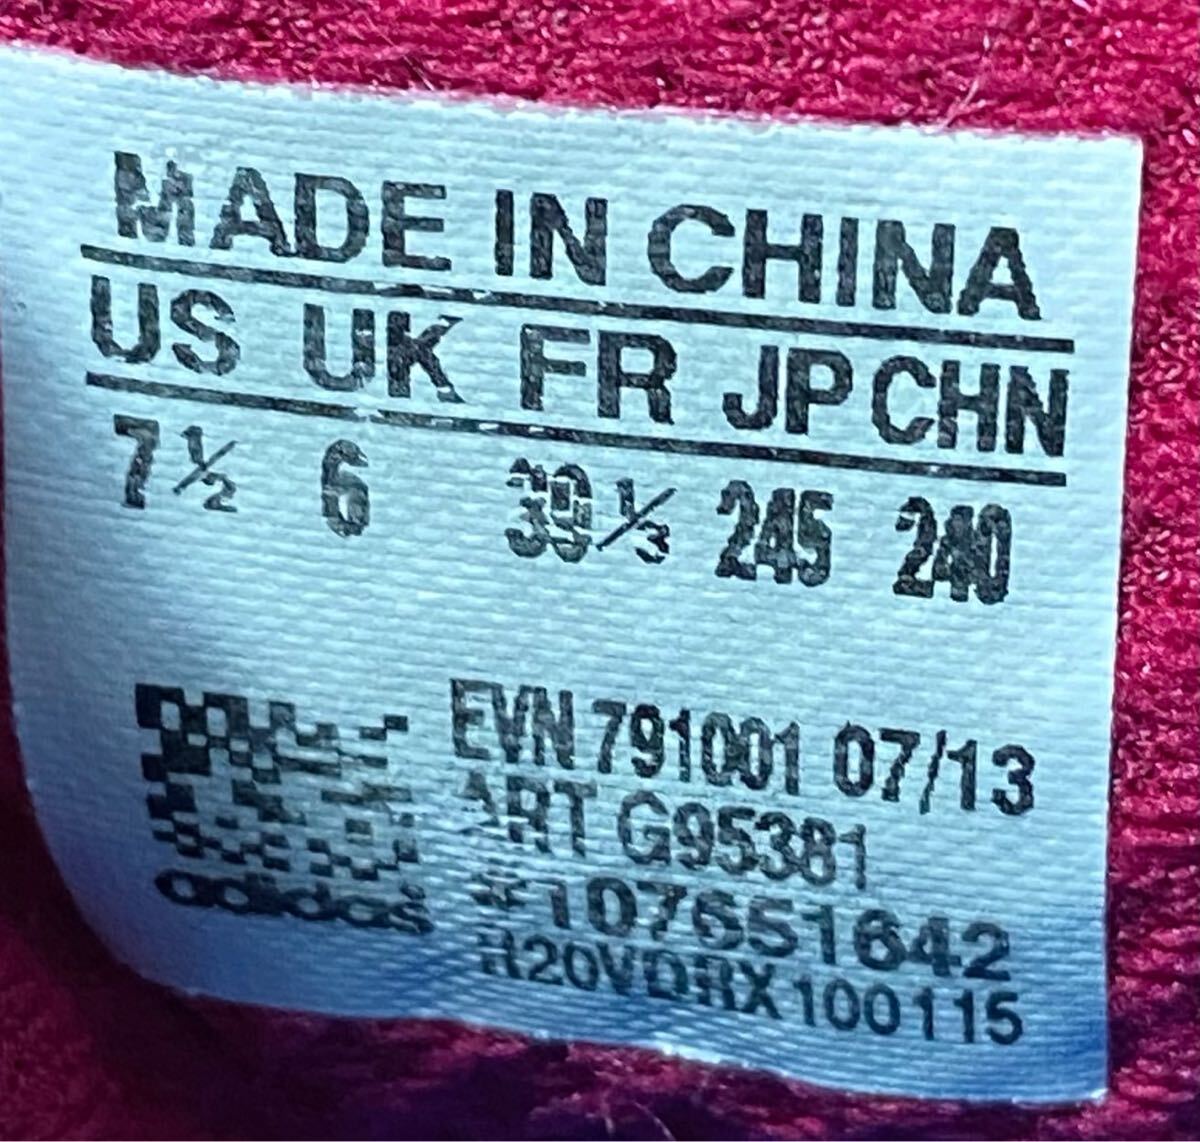 MADE IN CHINA
US UK FR JP CHN
7½ 6 39⅓ 245 240
EVN 791001 07/13
ART G95381
#107651642
H20VDRX100115
adidas